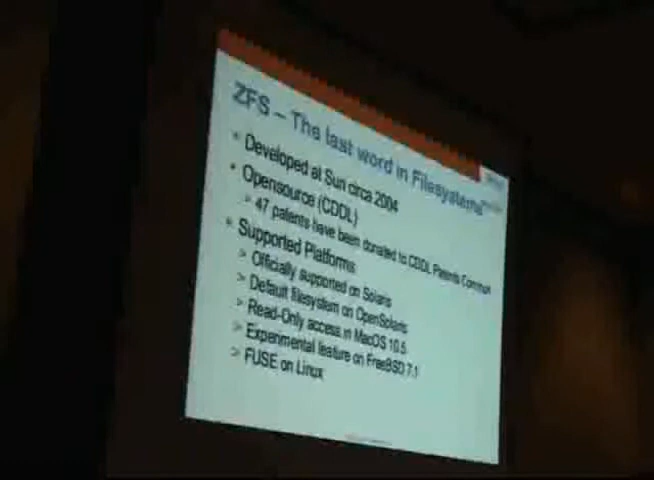 ZFS – The last word in Filesystems
• Developed at Sun circa 2004
• Opensource (CDDL)
> 47 patents have been donated to CDDL Patents Common
• Supported Platforms
> Officially supported on Solaris
> Default filesystem on OpenSolaris
> Read-Only access in MacOS 10.5
> Experimental feature on FreeBSD 7.1
> FUSE on Linux